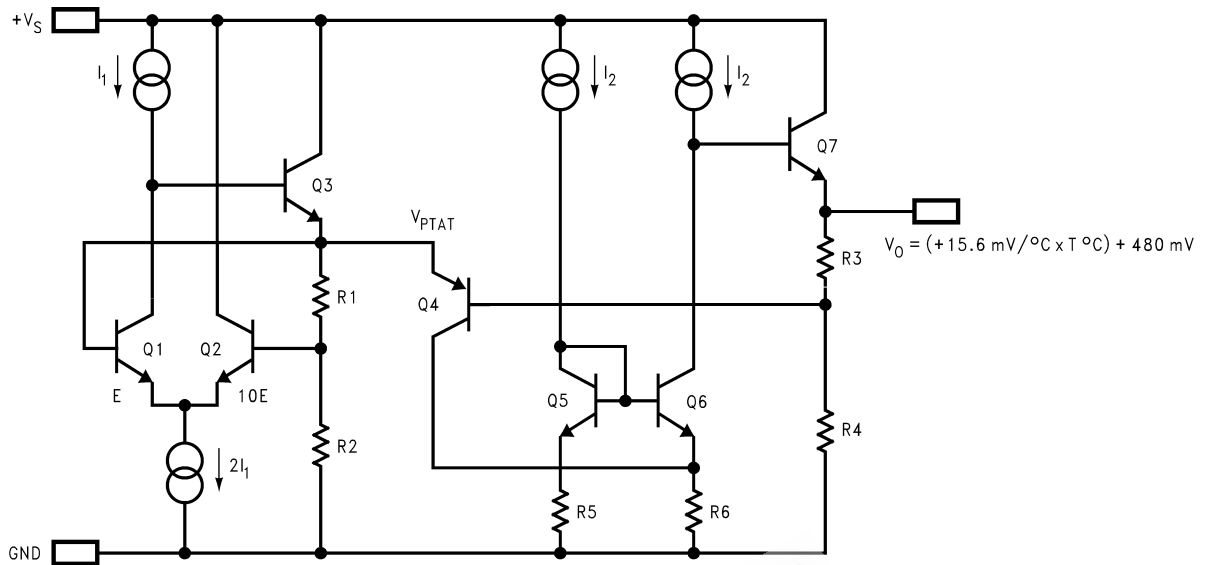 +VS
I1
I2
I2
Q7
Q3
VPTAT
VO = (+15.6 mV/°C x T °C) + 480 mV
R3
R1
Q4
Q1
Q2
E
10E
Q5
Q6
R4
R2
2I1
R5
R6
GND